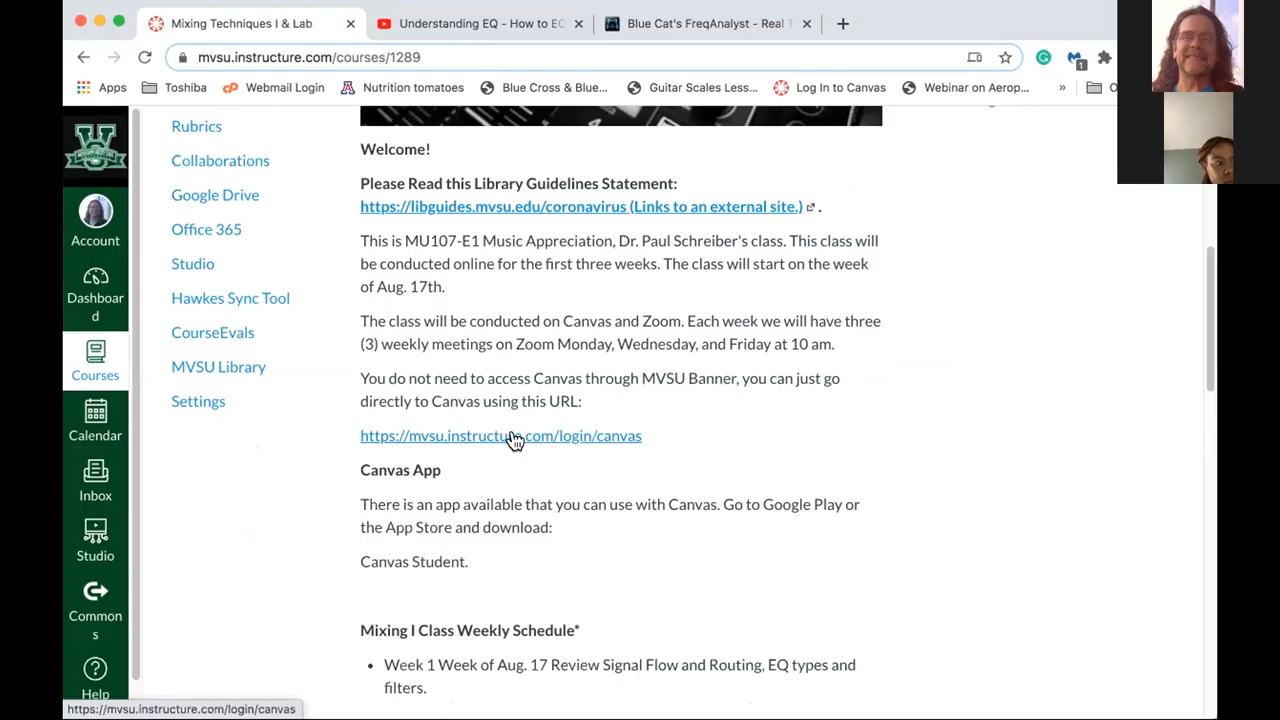 Mixing Techniques I & Lab
Understanding EQ - How to EQ
Blue Cat's FreqAnalyst - Real T
mvsu.instructure.com/courses/1289
1
Apps
Toshiba
Webmail Login
Nutrition tomatoes
Blue Cross & Blue...
Guitar Scales Less...
Log In to Canvas
Webinar on Aerop...
»
Account
Dashboar
d
Courses
Calendar
Inbox
Studio
Common
s
Help
Rubrics
Collaborations
Google Drive
Office 365
Studio
Hawkes Sync Tool
CourseEvals
MVSU Library
Settings
Welcome!
Please Read this Library Guidelines Statement:
https://libguides.mvsu.edu/coronavirus (Links to an external site.) .
This is MU107-E1 Music Appreciation, Dr. Paul Schreiber's class. This class will
be conducted online for the first three weeks. The class will start on the week
of Aug. 17th.
The class will be conducted on Canvas and Zoom. Each week we will have three
(3) weekly meetings on Zoom Monday, Wednesday, and Friday at 10 am.
You do not need to access Canvas through MVSU Banner, you can just go
directly to Canvas using this URL:
https://mvsu.instructure.com/login/canvas
Canvas App
There is an app available that you can use with Canvas. Go to Google Play or
the App Store and download:
Canvas Student.
Mixing I Class Weekly Schedule*
• Week 1 Week of Aug. 17 Review Signal Flow and Routing, EQ types and
filters.
https://mvsu.instructure.com/login/canvas